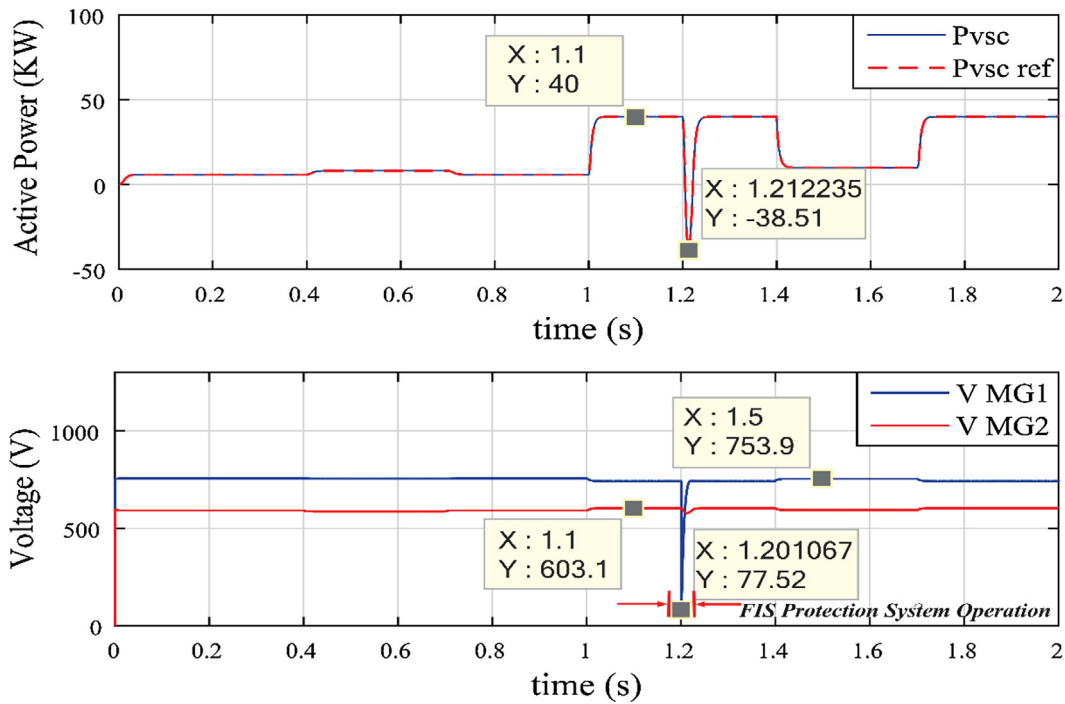 100
Pvsc
Pvsc ref
X : 1.1
Y : 40
Active Power (KW)
50
0
X : 1.212235
Y : -38.51
-50
0 0.2 0.4 0.6 0.8 1 1.2 1.4 1.6 1.8 2
time (s)
V MG1
V MG2
X : 1.5
Y : 753.9
1000
Voltage (V)
500
X : 1.1
Y : 603.1
X : 1.201067
Y : 77.52
FIS Protection System Operation
0
0 0.2 0.4 0.6 0.8 1 1.2 1.4 1.6 1.8 2
time (s)